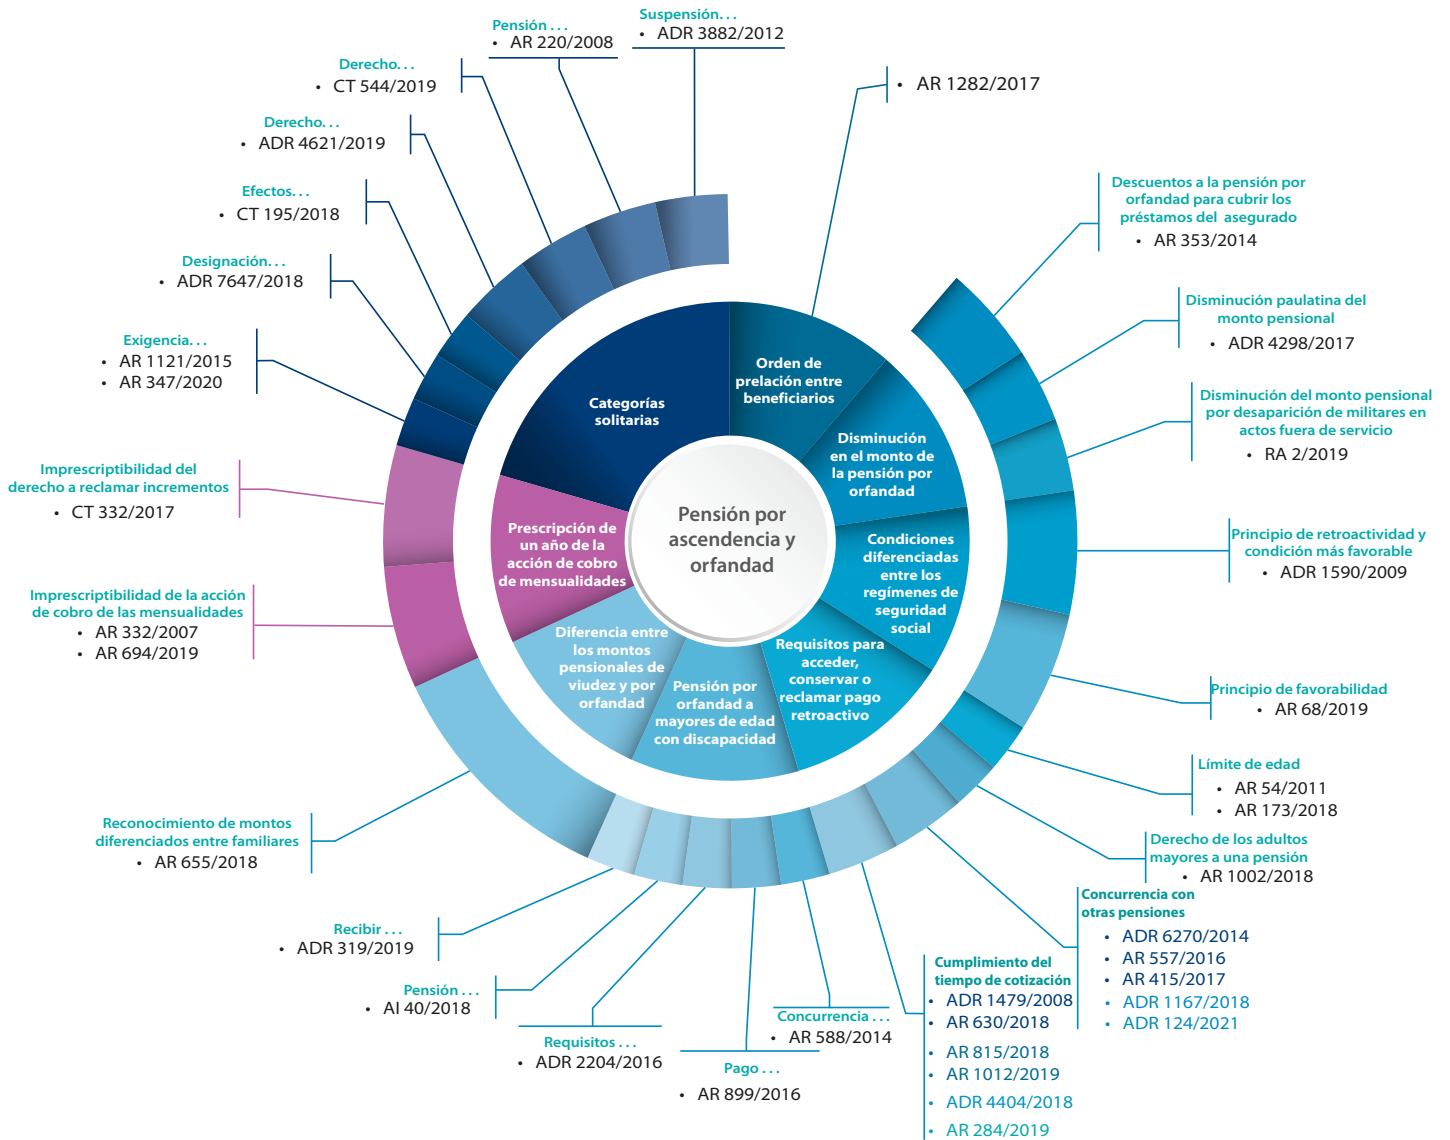 Suspensión...
• ADR 3882/2012
Pensión ...
• AR 220/2008
Derecho...
• CT 544/2019
Derecho...
• ADR 4621/2019
Efectos...
• CT 195/2018
Designación...
• ADR 7647/2018
Exigencia...
• AR 1121/2015
• AR 347/2020
Imprescriptibilidad del
derecho a reclamar incrementos
• CT 332/2017
Imprescriptibilidad de la acción
de cobro de las mensualidades
• AR 332/2007
• AR 694/2019
Reconocimiento de montos
diferenciados entre familiares
• AR 655/2018
Recibir ...
• ADR 319/2019
Pensión ...
• AI 40/2018
Requisitos ...
• ADR 2204/2016
Pago ...
• AR 899/2016
Concurrencia ...
• AR 588/2014
Cumplimiento del
tiempo de cotización
• ADR 1479/2008
• AR 630/2018
• AR 815/2018
• AR 1012/2019
• ADR 4404/2018
• AR 284/2019
Concurrencia con
otras pensiones
• ADR 6270/2014
• AR 557/2016
• AR 415/2017
• ADR 1167/2018
• ADR 124/2021
Derecho de los adultos
mayores a una pensión
• AR 1002/2018
Límite de edad
• AR 54/2011
• AR 173/2018
Principio de favorabilidad
• AR 68/2019
Principio de retroactividad y
condición más favorable
• ADR 1590/2009
Disminución del monto pensional
por desaparición de militares en
actos fuera de servicio
• RA 2/2019
Disminución paulatina del
monto pensional
• ADR 4298/2017
Descuentos a la pensión por
orfandad para cubrir los
préstamos del asegurado
• AR 353/2014
• AR 1282/2017
Orden de
prelación entre
beneficiarios
Disminución
en el monto de
la pensión por
orfandad
Condiciones
diferenciadas
entre los
regímenes de
seguridad
social
Requisitos para
acceder,
conservar o
reclamar pago
retroactivo
Pensión por
orfandad a
mayores de edad
con discapacidad
Diferencia entre
los montos
pensionales de
viudez y por
orfandad
Prescripción de
un año de la
acción de cobro
de mensualidades
Categorías
solitarias
Pensión por
ascendencia y
orfandad